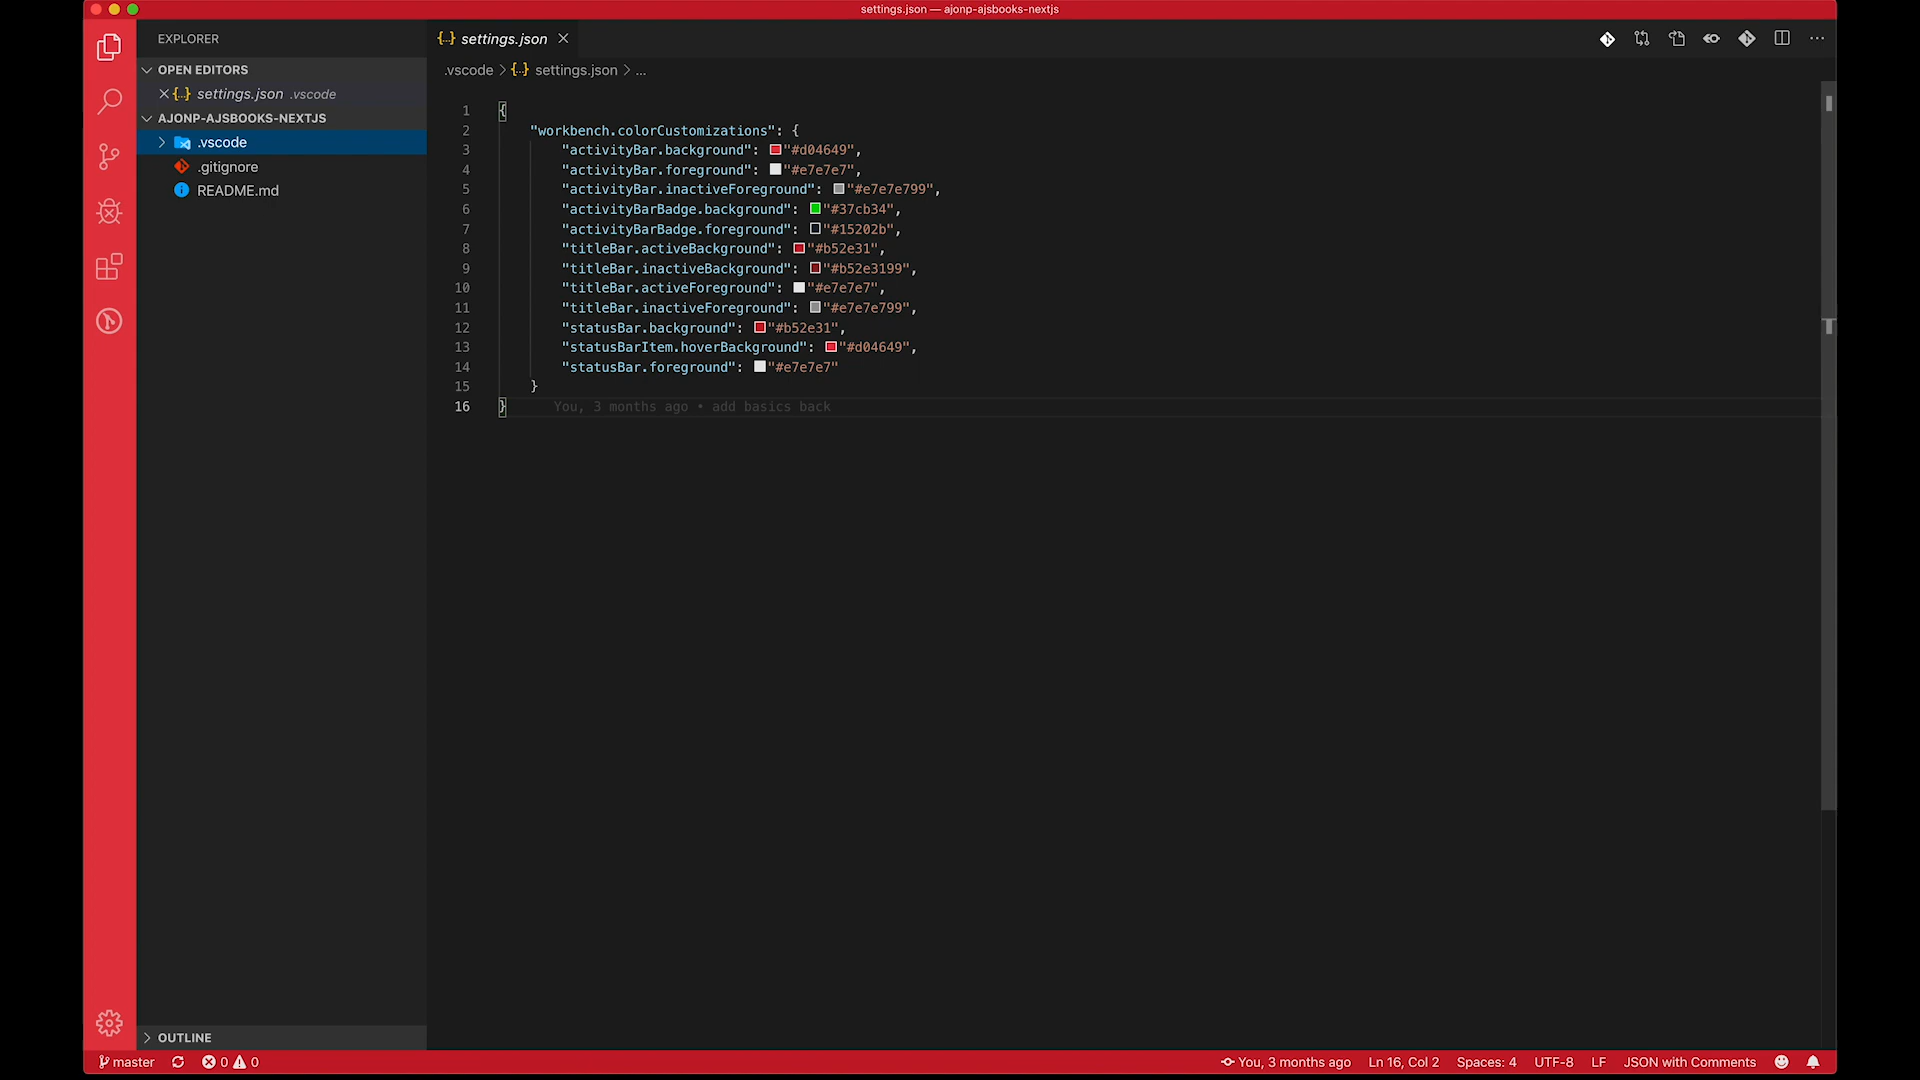 settings.json — ajonp-ajsbooks-nextjs
EXPLORER
OPEN EDITORS
{..} settings.json .vscode
AJONP-AJSBOOKS-NEXTJS
.vscode
.gitignore
README.md
OUTLINE
{..} settings.json
.vscode > {..} settings.json > ...
1 {
2 "workbench.colorCustomizations": {
3 "activityBar.background": "#d04649",
4 "activityBar.foreground": "#e7e7e7",
5 "activityBar.inactiveForeground": "#e7e7e799",
6 "activityBarBadge.background": "#37cb34",
7 "activityBarBadge.foreground": "#15202b",
8 "titleBar.activeBackground": "#b52e31",
9 "titleBar.inactiveBackground": "#b52e3199",
10 "titleBar.activeForeground": "#e7e7e7",
11 "titleBar.inactiveForeground": "#e7e7e799",
12 "statusBar.background": "#b52e31",
13 "statusBarItem.hoverBackground": "#d04649",
14 "statusBar.foreground": "#e7e7e7"
15 }
16 } You, 3 months ago • add basics back
master 0 0 You, 3 months ago Ln 16, Col 2 Spaces: 4 UTF-8 LF JSON with Comments